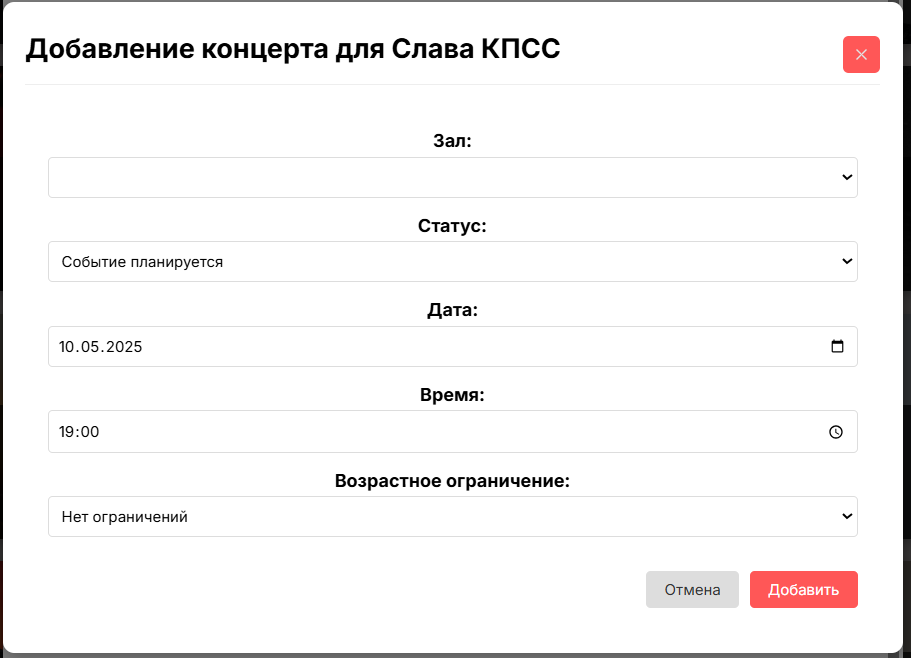 Добавление концерта для Слава КПСС
Зал:
Статус:
Событие планируется
Дата:
10.05.2025
Время:
19:00
Возрастное ограничение:
Нет ограничений
Отмена
Добавить